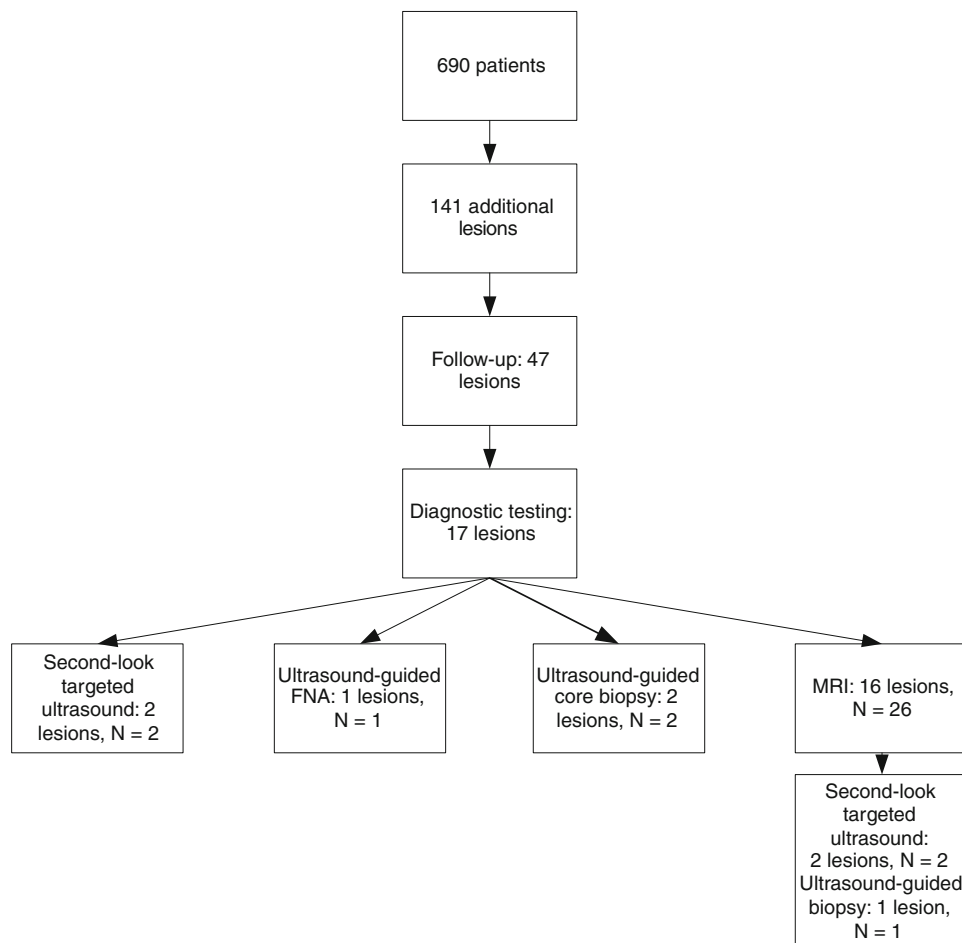 690 patients
141 additional
lesions
Follow-up: 47
lesions
Diagnostic testing:
17 lesions
Second-look
targeted
ultrasound: 2
lesions, N = 2
Ultrasound-guided
FNA: 1 lesions,
N = 1
Ultrasound-guided
core biopsy: 2
lesions, N = 2
MRI: 16 lesions,
N = 26
Second-look
targeted
ultrasound:
2 lesions, N = 2
Ultrasound-guided
biopsy: 1 lesion,
N = 1